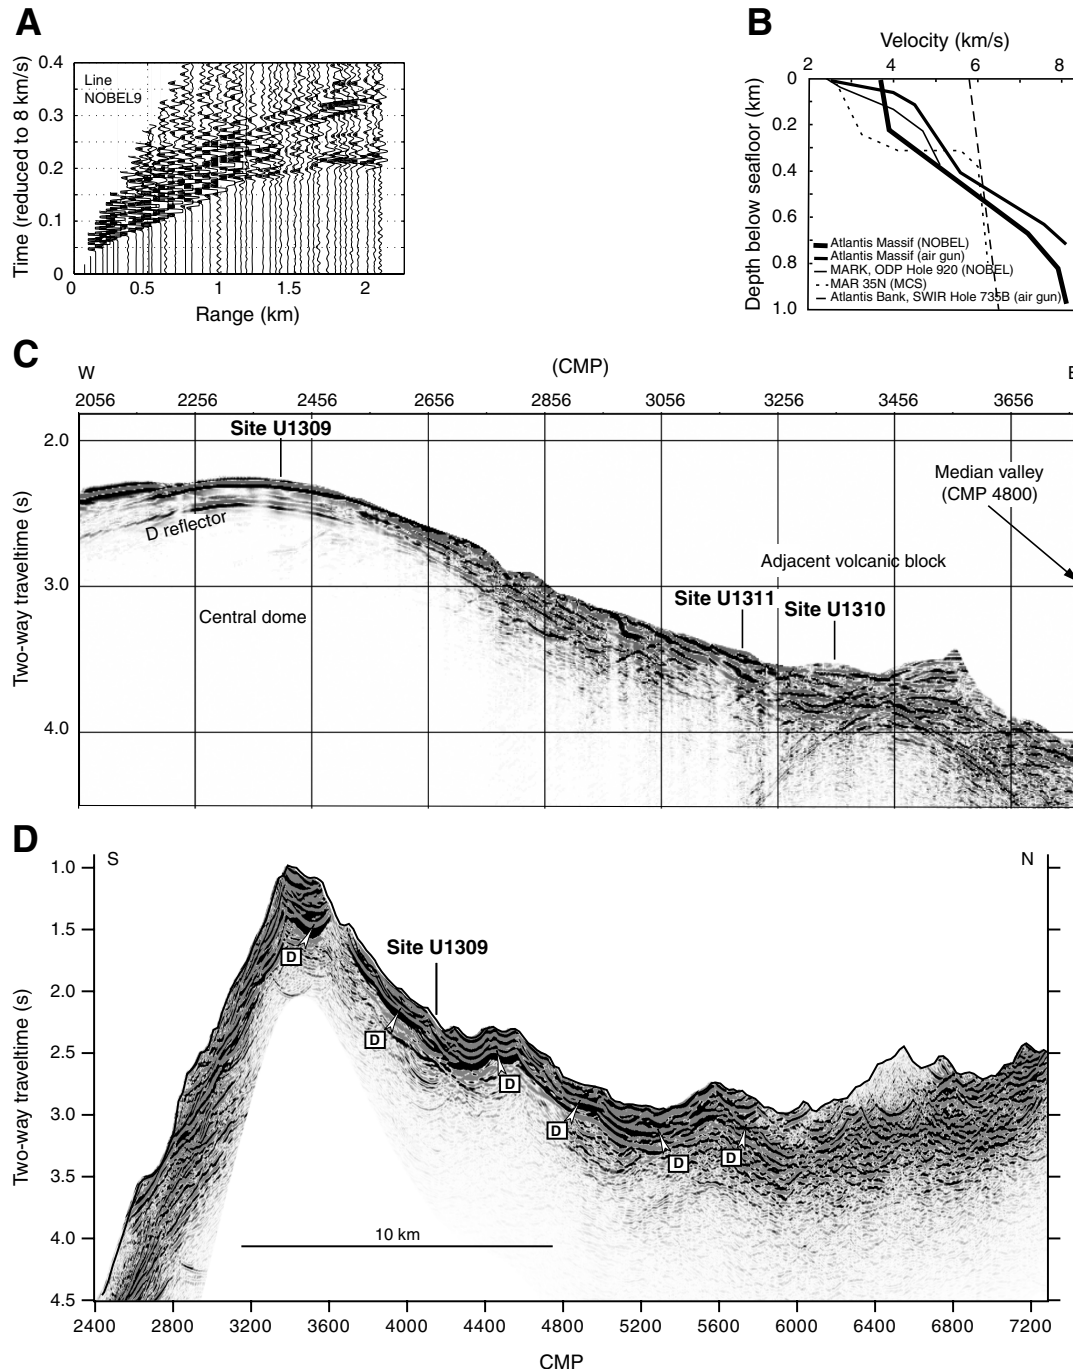 A
Time (reduced to 8 km/s)
0.4
0.3
0.2
0.1
0
Line
NOBEL9
0 0.5 1 1.5 2
Range (km)
B
Velocity (km/s)
2 4 6 8
Depth below seafloor (km)
0
0.2
0.4
0.6
0.8
1.0
Atlantis Massif (NOBEL)
Atlantis Massif (air gun)
MARK, ODP Hole 920 (NOBEL)
MAR 35N (MCS)
Atlantis Bank, SWIR Hole 735B (air gun)
C
W
(CMP)
2056 2256 2456 2656 2856 3056 3256 3456 3656
Two-way traveltime (s)
2.0
3.0
4.0
Site U1309
D reflector
Central dome
Median valley
(CMP 4800)
Adjacent volcanic block
Site U1311
Site U1310
D
S
N
Two-way traveltime (s)
1.0
1.5
2.0
2.5
3.0
3.5
4.0
4.5
Site U1309
D
D
D
D
D
D
10 km
2400 2800 3200 3600 4000 4400 4800 5200 5600 6000 6400 6800 7200
CMP